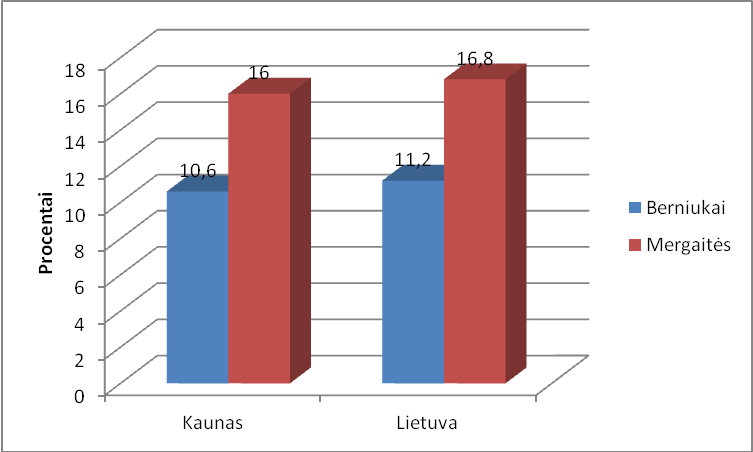 Procentai
18
16
14
12
10
8
6
4
2
0
10,6
16
11,2
16,8
Kaunas
Lietuva
Berniukai
Mergaitės